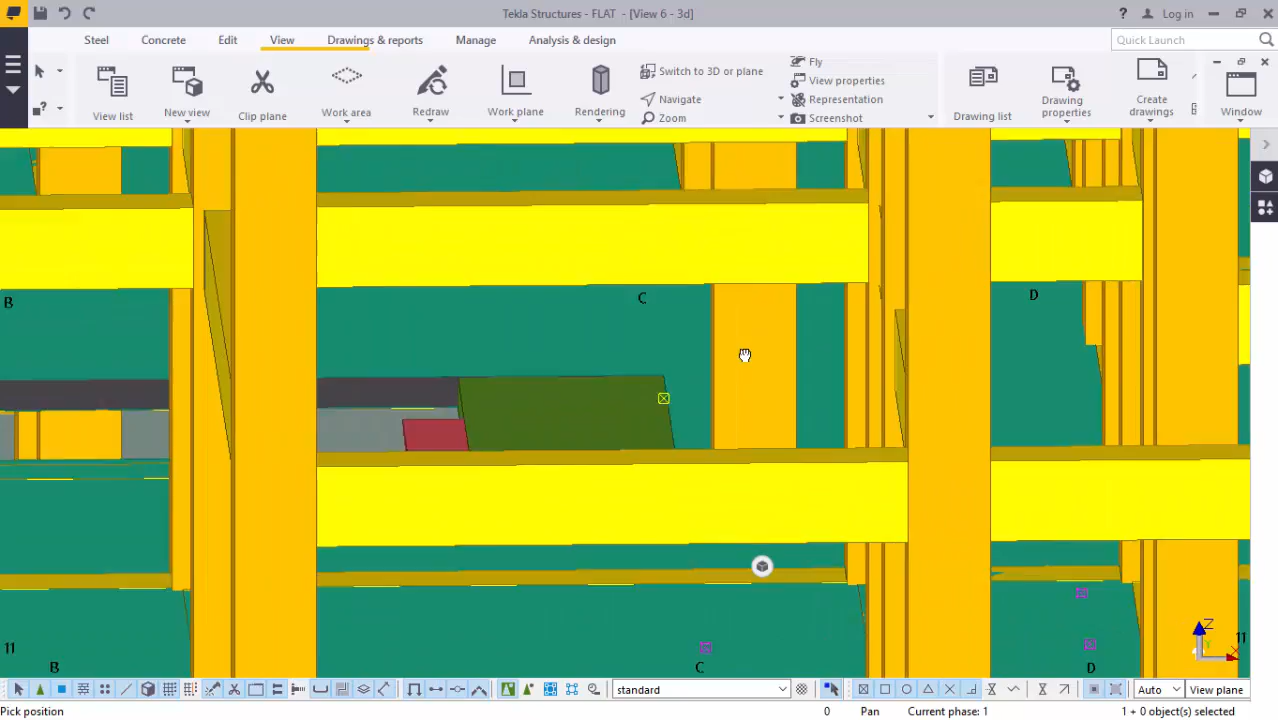 Tekla Structures - FLAT - [View 6 - 3d]
Log in
Steel
Concrete
Edit
View
Drawings & reports
Manage
Analysis & design
Quick Launch
View list
New view
Clip plane
Work area
Redraw
Work plane
Rendering
Switch to 3D or plane
Navigate
Zoom
Fly
View properties
Representation
Screenshot
Drawing list
Drawing properties
Create drawings
Window
B
C
D
11
B
C
D
11
Z
Y
X
standard
Auto
View plane
Pick position
0
Pan
Current phase: 1
1 + 0 object(s) selected